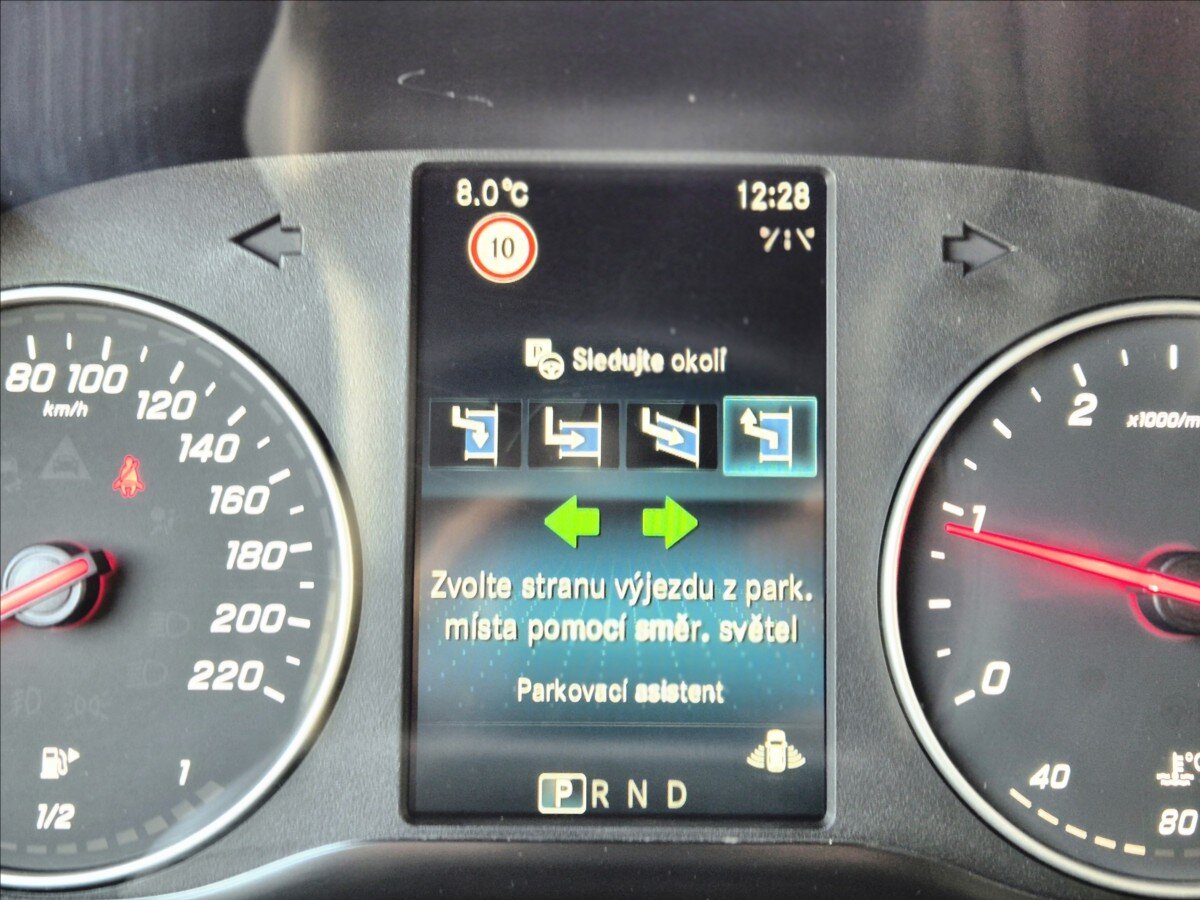 8.0°C
12:28
10
Sledujte okolí
80 100
km/h
120
140
160
180
200
220
2
x1000/m
1
0
Zvolte stranu výjezdu z park.
místa pomocí směr. světel
Parkovací asistent
P R N D
1/2
1
40
80
°C